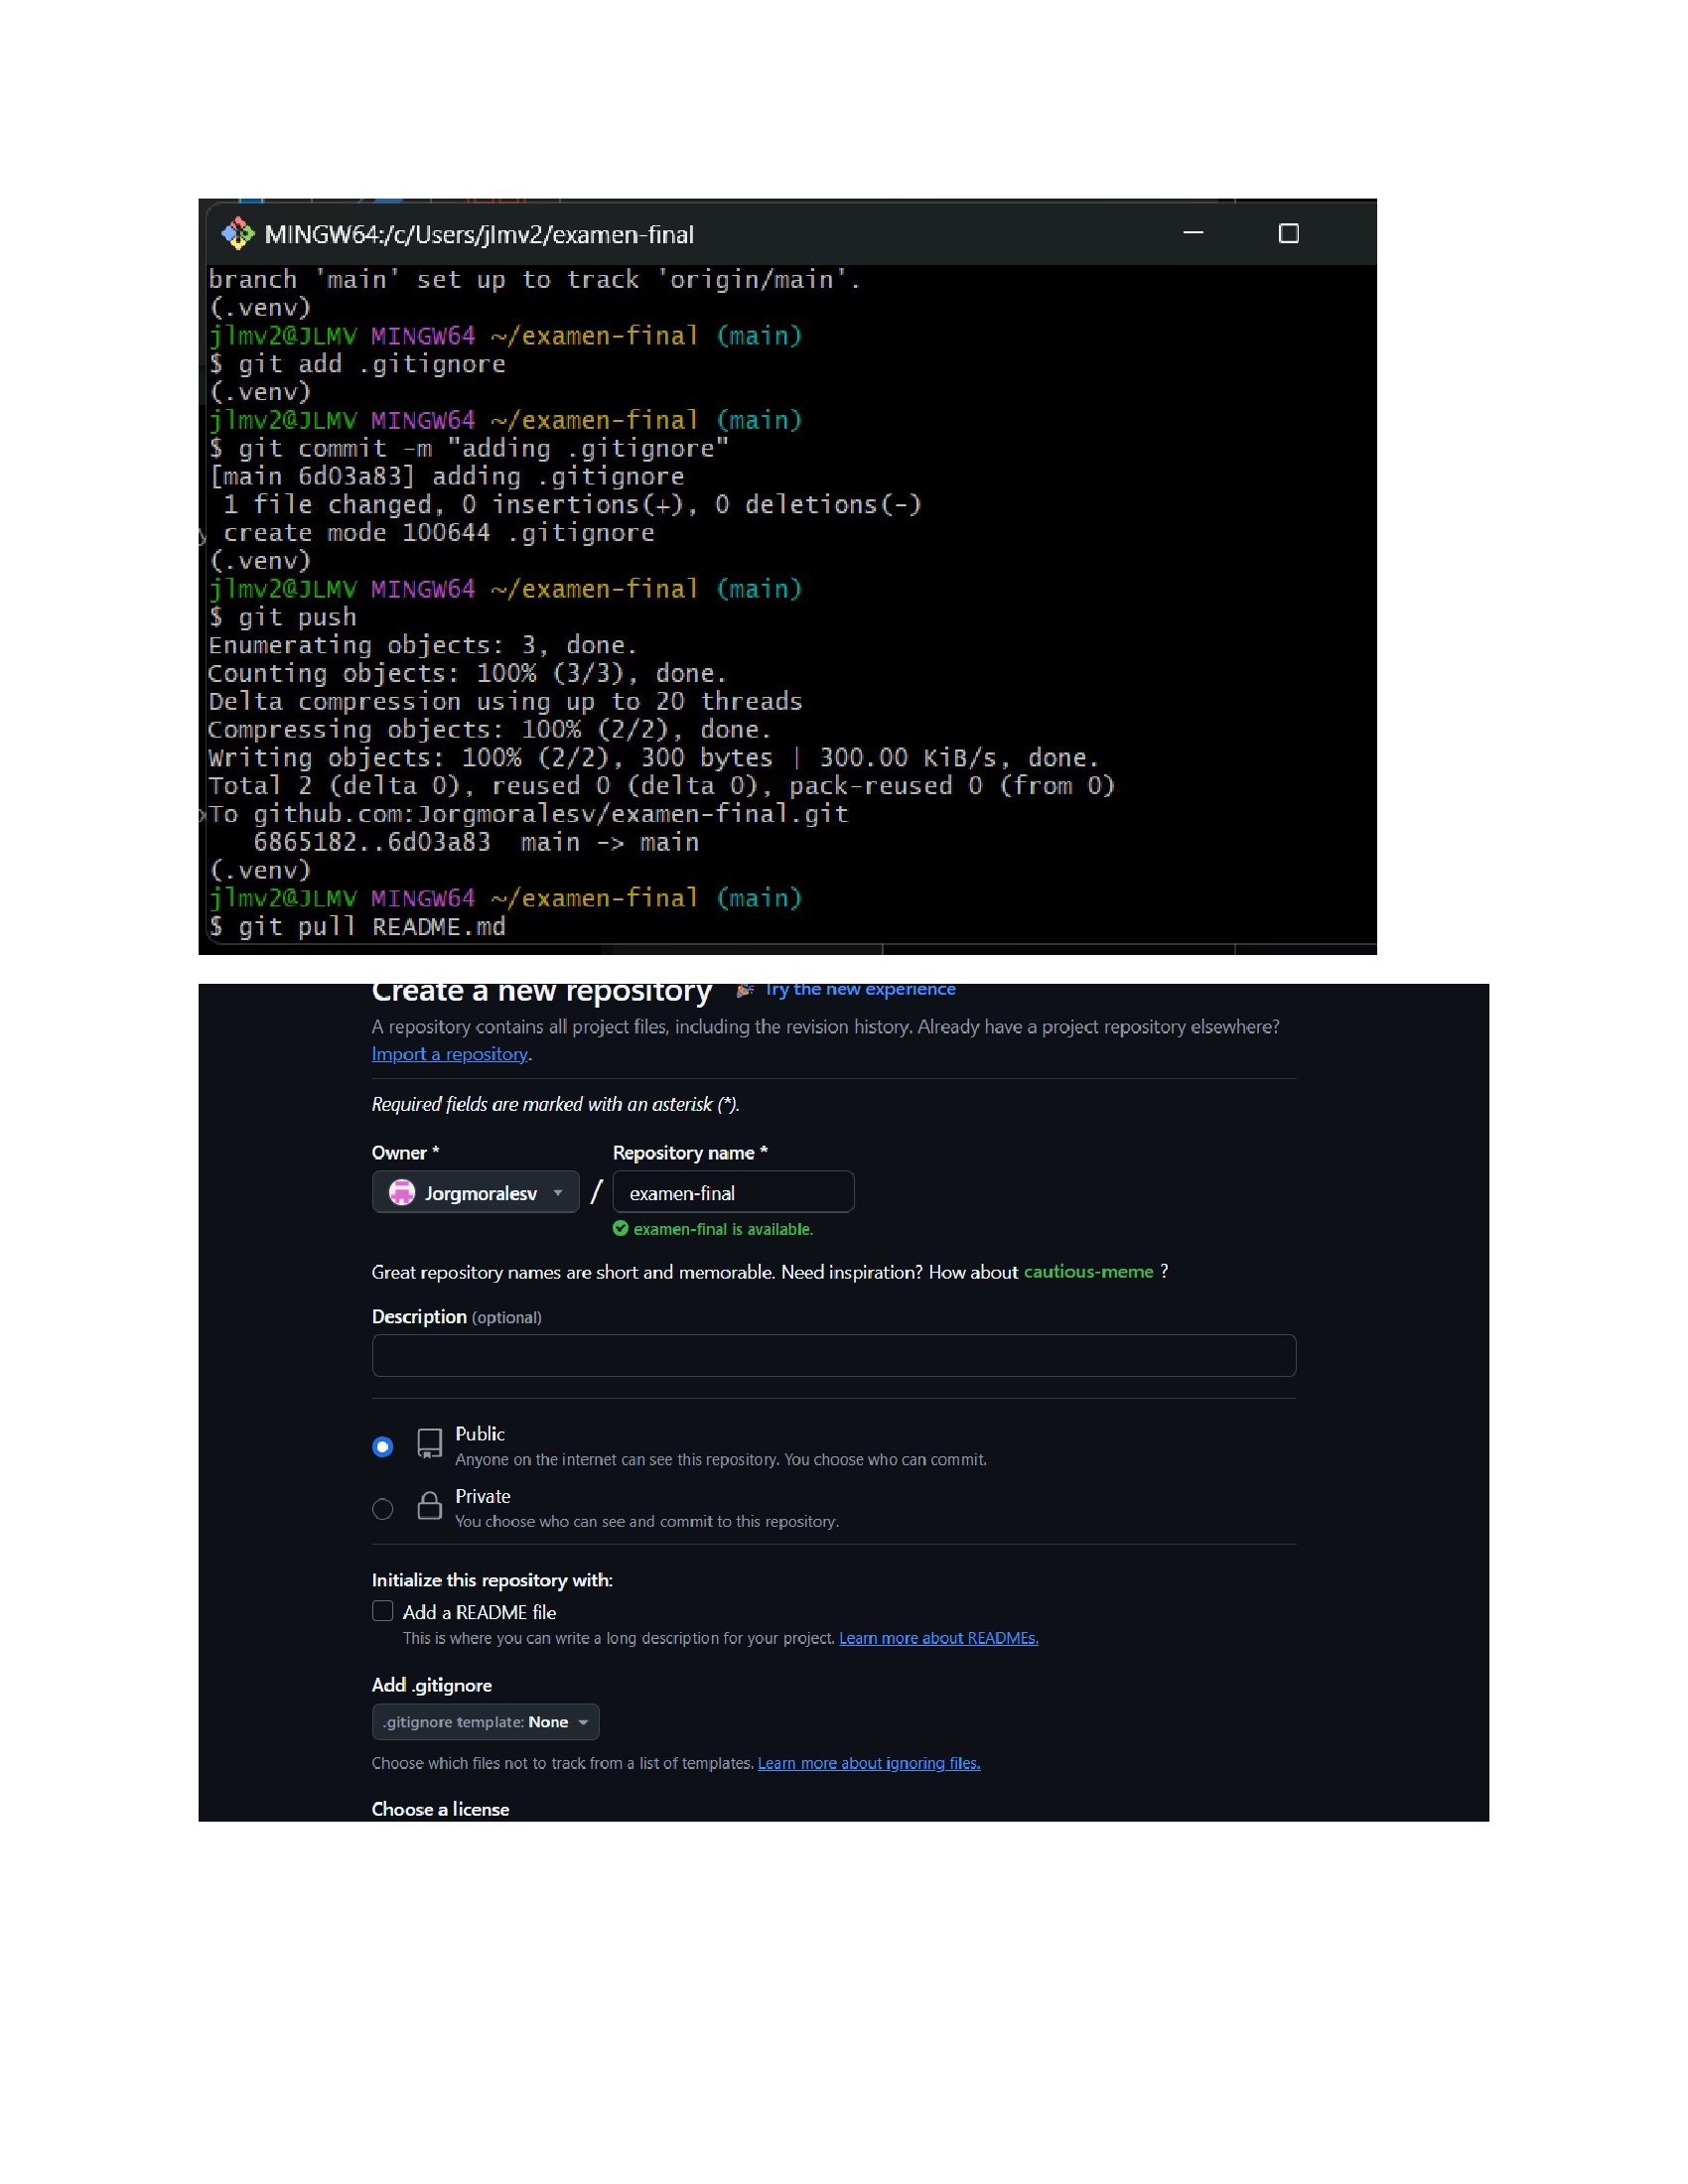 MINGW64:/c/Users/jlmv2/examen-final
branch 'main' set up to track 'origin/main'.
(.venv)
jlmv2@JLMV MINGW64 ~/examen-final (main)
$ git add .gitignore
(.venv)
jlmv2@JLMV MINGW64 ~/examen-final (main)
$ git commit -m "adding .gitignore"
[main 6d03a83] adding .gitignore
 1 file changed, 0 insertions(+), 0 deletions(-)
 create mode 100644 .gitignore
(.venv)
jlmv2@JLMV MINGW64 ~/examen-final (main)
$ git push
Enumerating objects: 3, done.
Counting objects: 100% (3/3), done.
Delta compression using up to 20 threads
Compressing objects: 100% (2/2), done.
Writing objects: 100% (2/2), 300 bytes | 300.00 KiB/s, done.
Total 2 (delta 0), reused 0 (delta 0), pack-reused 0 (from 0)
To github.com:Jorgmoralesv/examen-final.git
   6865182..6d03a83  main -> main
(.venv)
jlmv2@JLMV MINGW64 ~/examen-final (main)
$ git pull README.md
Create a new repository Try the new experience
A repository contains all project files, including the revision history. Already have a project repository elsewhere?
Import a repository.
Required fields are marked with an asterisk (*).
Owner * Repository name *
Jorgmoralesv / examen-final
examen-final is available.
Great repository names are short and memorable. Need inspiration? How about cautious-meme ?
Description (optional)
Public
Anyone on the internet can see this repository. You choose who can commit.
Private
You choose who can see and commit to this repository.
Initialize this repository with:
Add a README file
This is where you can write a long description for your project. Learn more about READMEs.
Add .gitignore
.gitignore template: None
Choose which files not to track from a list of templates. Learn more about ignoring files.
Choose a license